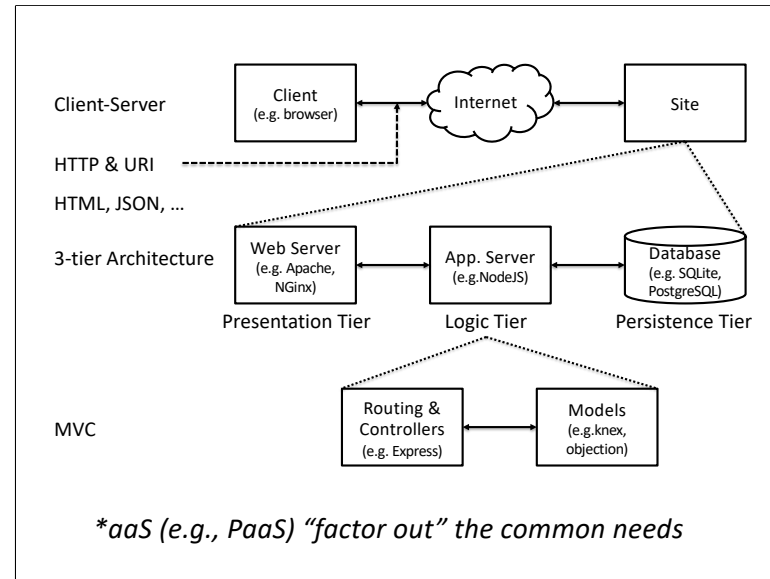 Client-Server
Client
(e.g. browser)
Internet
Site
HTTP & URI
HTML, JSON, …
3-tier Architecture
Web Server
(e.g. Apache,
NGinx)
App. Server
(e.g.NodeJS)
Database
(e.g. SQLite,
PostgreSQL)
Presentation Tier
Logic Tier
Persistence Tier
MVC
Routing &
Controllers
(e.g. Express)
Models
(e.g.knex,
objection)
*aaS (e.g., PaaS) “factor out” the common needs